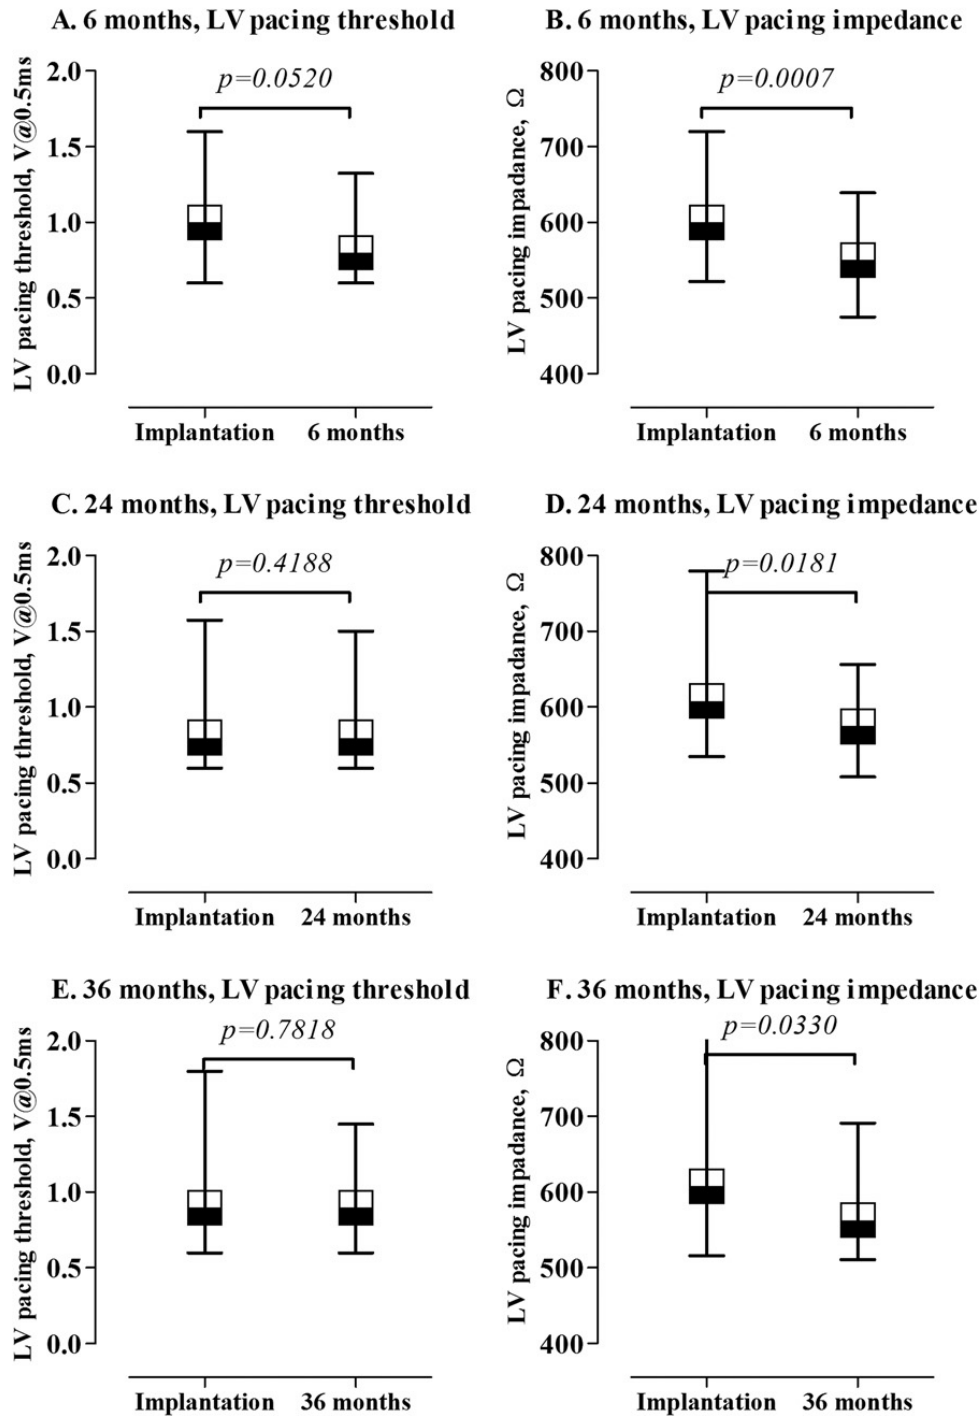 A. 6 months, LV pacing threshold
LV pacing threshold, V@0.5ms
2.0
1.5
1.0
0.5
0.0
p=0.0520
Implantation 6 months
B. 6 months, LV pacing impedance
LV pacing impadance, Ω
800
700
600
500
400
p=0.0007
Implantation 6 months
C. 24 months, LV pacing threshold
LV pacing threshold, V@0.5ms
2.0
1.5
1.0
0.5
0.0
p=0.4188
Implantation 24 months
D. 24 months, LV pacing impedance
LV pacing impadance, Ω
800
700
600
500
400
p=0.0181
Implantation 24 months
E. 36 months, LV pacing threshold
LV pacing threshold, V@0.5ms
2.0
1.5
1.0
0.5
0.0
p=0.7818
Implantation 36 months
F. 36 months, LV pacing impedance
LV pacing impadance, Ω
800
700
600
500
400
p=0.0330
Implantation 36 months